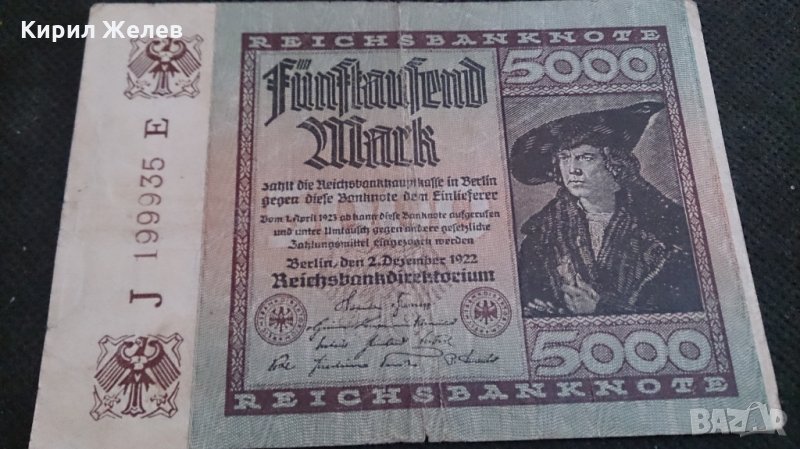 Кирил Желев
REICHSBANKNOTE
5000
Fünftausend
Mark
zahlt die Reichsbankhauptkasse in Berlin
gegen diese Banknote dem Einlieferer
Vom 1. April 1923 ab kann diese Banknote aufgerufen
und unter Umtausch gegen andere gesetzliche
Zahlungsmittel eingezogen werden
Berlin, den 2. Dezember 1922
Reichsbankdirektorium
5000
REICHSBANKNOTE
J 199935 E
BAZAR